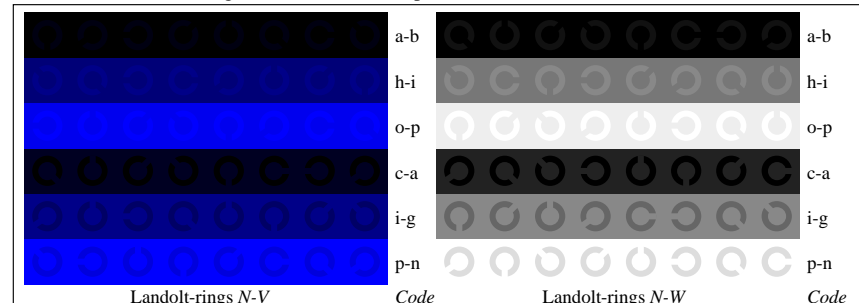 a-b a-b
h-i h-i
o-p o-p
c-a c-a
i-g i-g
p-n p-n
Landolt-rings N-V Code Landolt-rings N-W Code